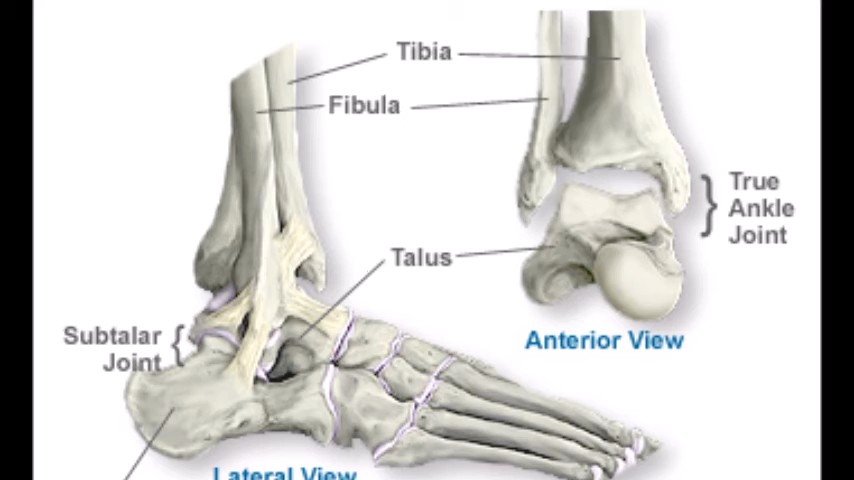 Tibia
Fibula
True
Ankle
Joint
Talus
Subtalar
Joint
Anterior View
Lateral View